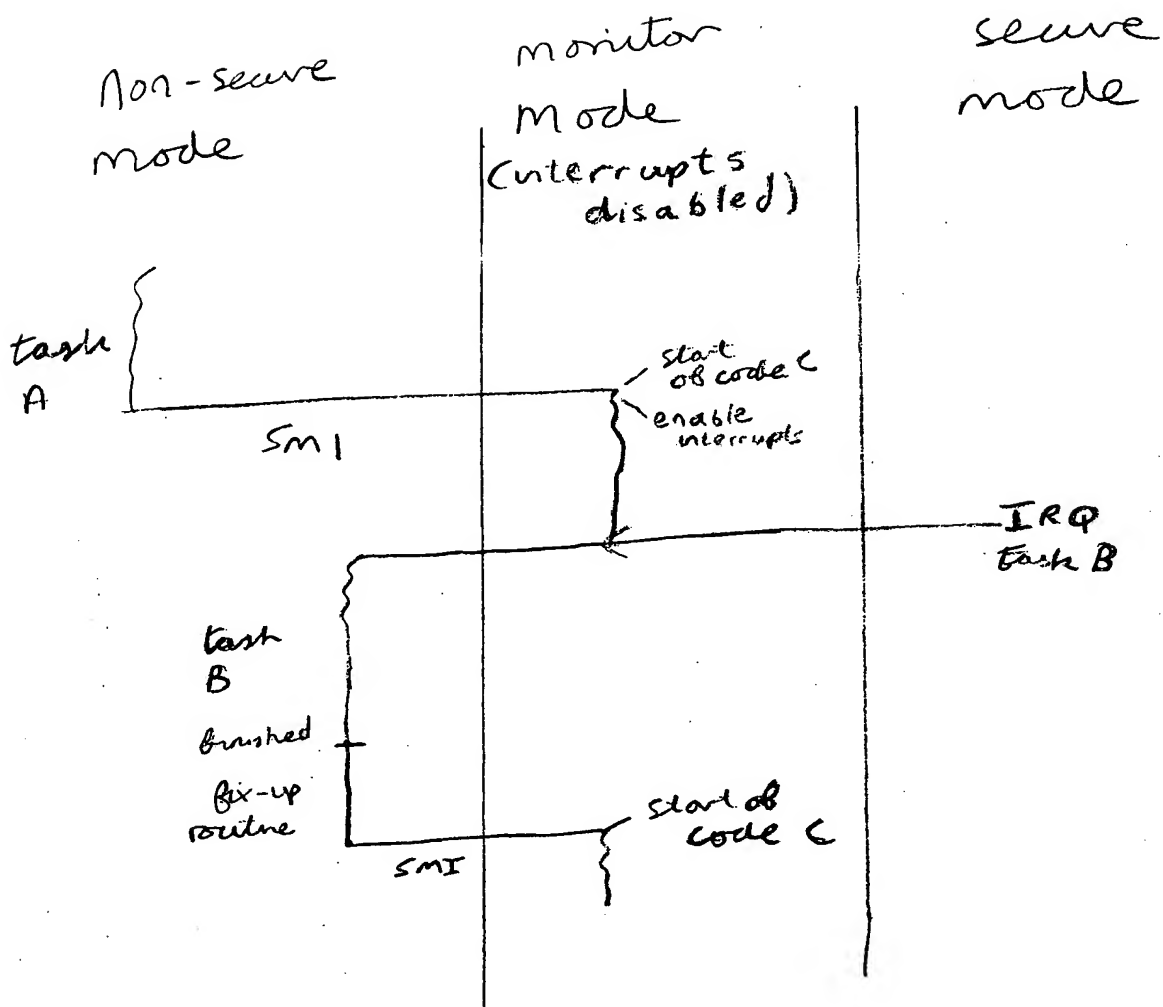 non-secure
mode
monitor
mode
(interrupts
disabled)
secure
mode
task
A
SMI
start
of code C
enable
interrupts
IRQ
task B
task
B
finished
fix-up
routine
SMI
start of
code C